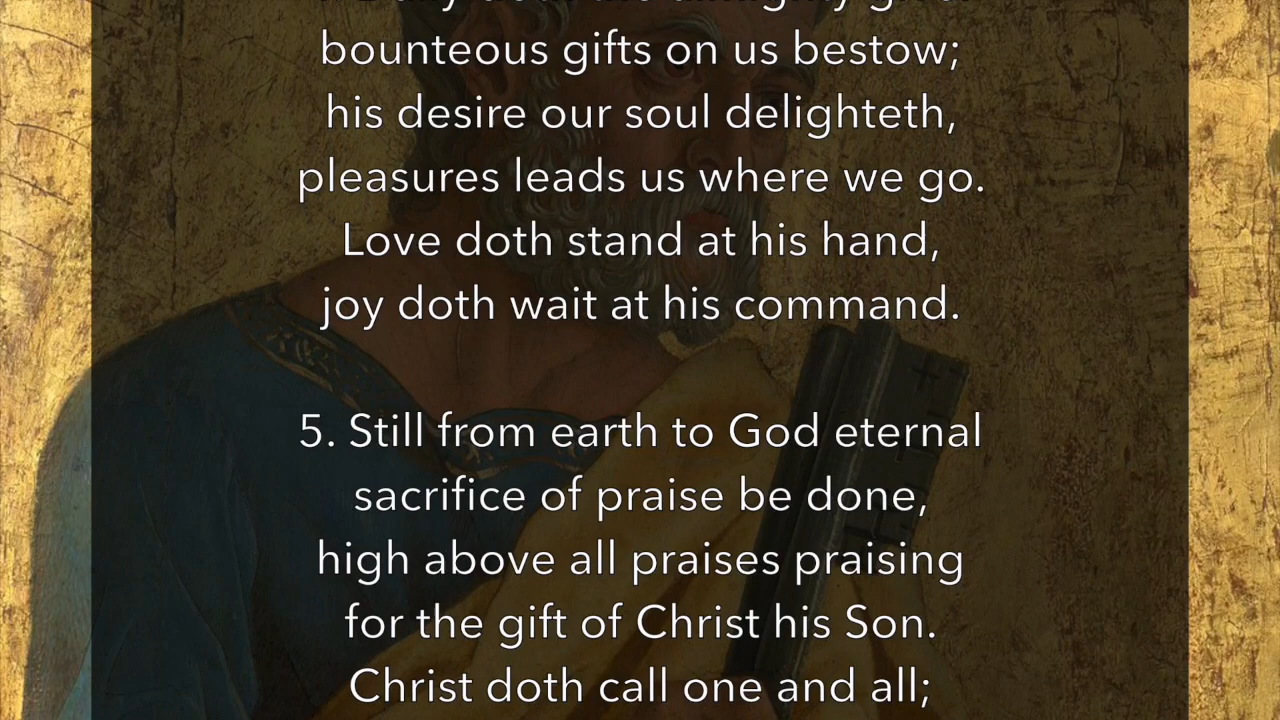 bounteous gifts on us bestow;
his desire our soul delighteth,
pleasures leads us where we go.
Love doth stand at his hand,
joy doth wait at his command.
5. Still from earth to God eternal
sacrifice of praise be done,
high above all praises praising
for the gift of Christ his Son.
Christ doth call one and all;